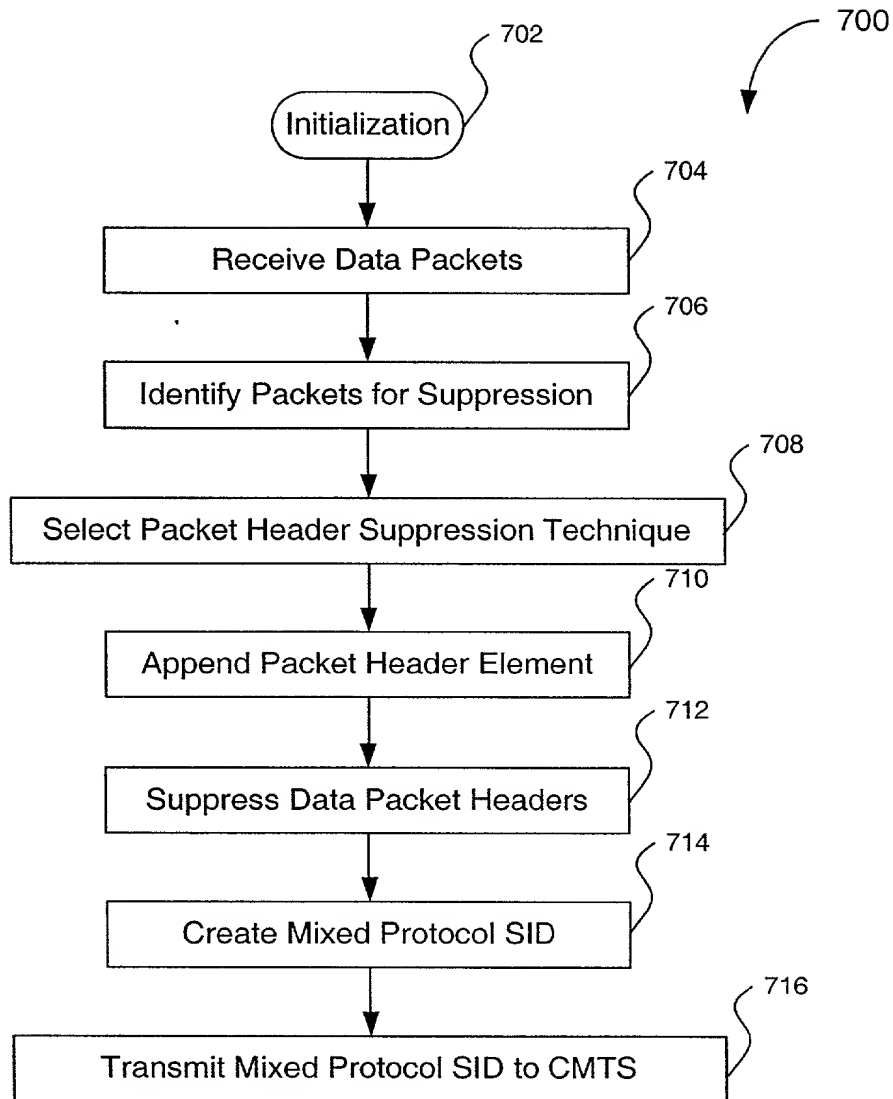 700
702
Initialization
704
Receive Data Packets
706
Identify Packets for Suppression
708
Select Packet Header Suppression Technique
710
Append Packet Header Element
712
Suppress Data Packet Headers
714
Create Mixed Protocol SID
716
Transmit Mixed Protocol SID to CMTS